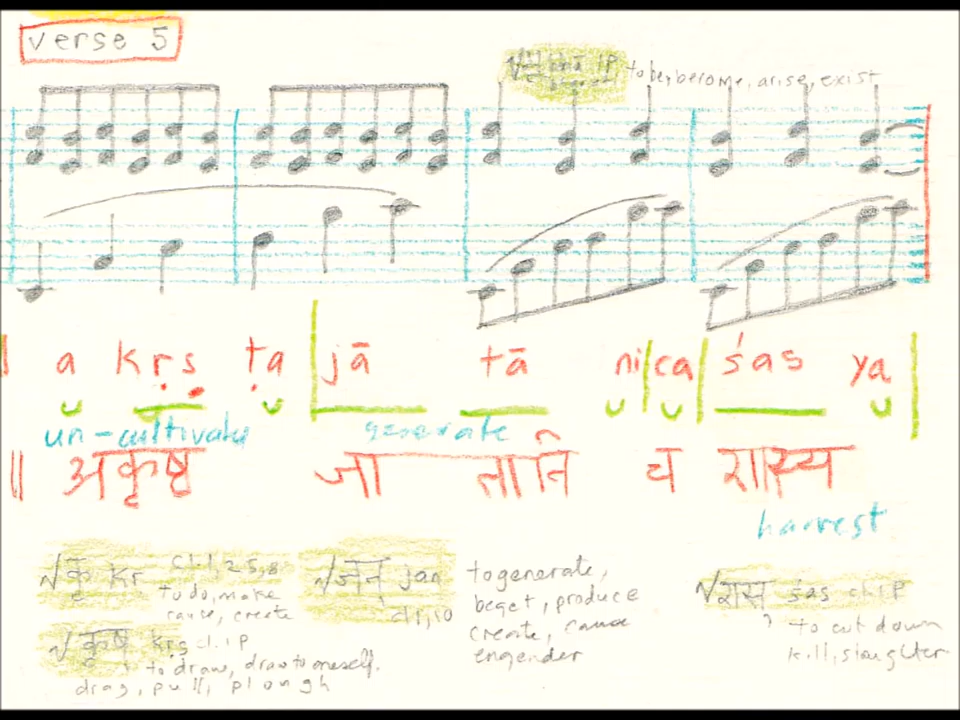 verse 5
1P to be, become, arise, exist
a kṛṣ ṭa jā tā ni ca śas ya
un-cultivate generate
॥ अकृष्ट जा तानि च शास्य
harvest
√कृ kṛ cl.1,2,5,8
to do, make
cause, create
√जन् jan
cl 1,10
to generate,
beget, produce
create, cause
engender
√शस śas cl 1P
to cut down
kill, slaughter
√कृष kṛṣ cl.1P
to draw, draw to oneself,
drag, pull, plough